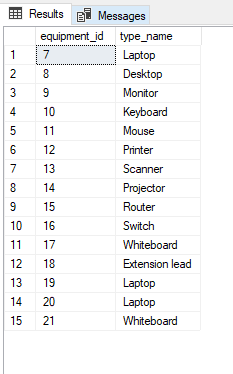 Results Messages
equipment_id type_name
1 7 Laptop
2 8 Desktop
3 9 Monitor
4 10 Keyboard
5 11 Mouse
6 12 Printer
7 13 Scanner
8 14 Projector
9 15 Router
10 16 Switch
11 17 Whiteboard
12 18 Extension lead
13 19 Laptop
14 20 Laptop
15 21 Whiteboard